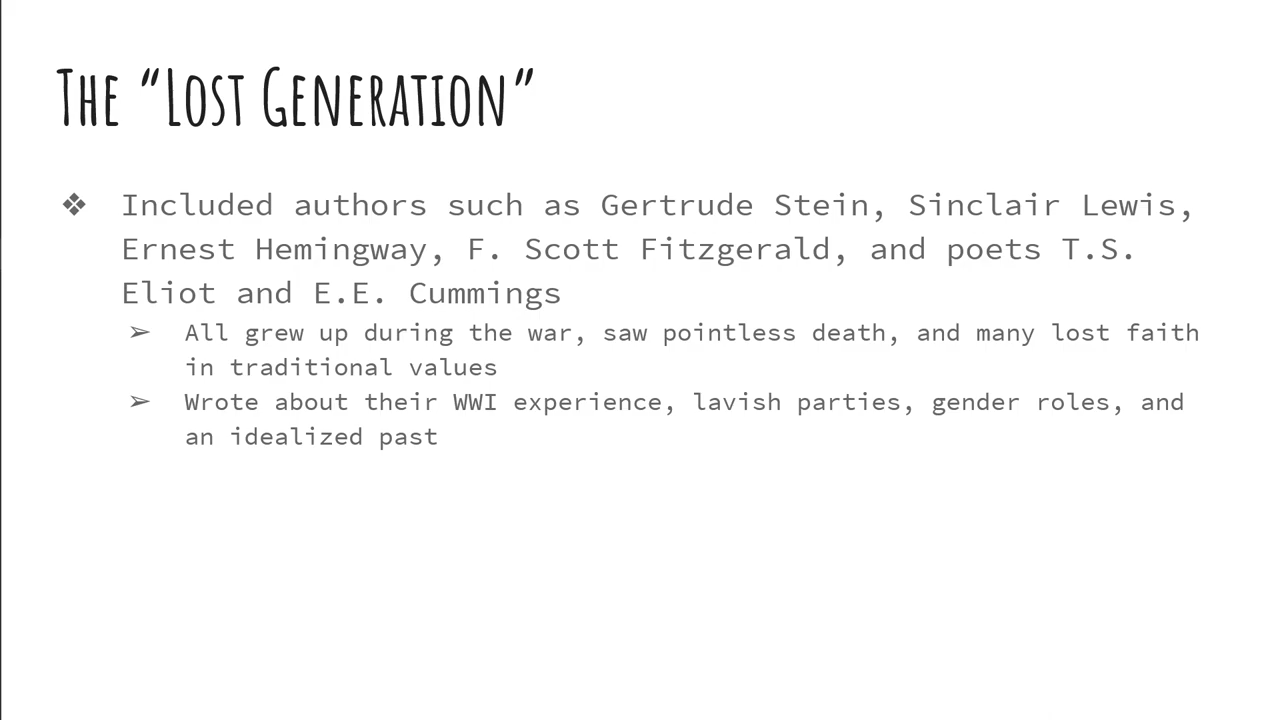 The “Lost Generation”
❖ Included authors such as Gertrude Stein, Sinclair Lewis,
Ernest Hemingway, F. Scott Fitzgerald, and poets T.S.
Eliot and E.E. Cummings
➢ All grew up during the war, saw pointless death, and many lost faith
in traditional values
➢ Wrote about their WWI experience, lavish parties, gender roles, and
an idealized past